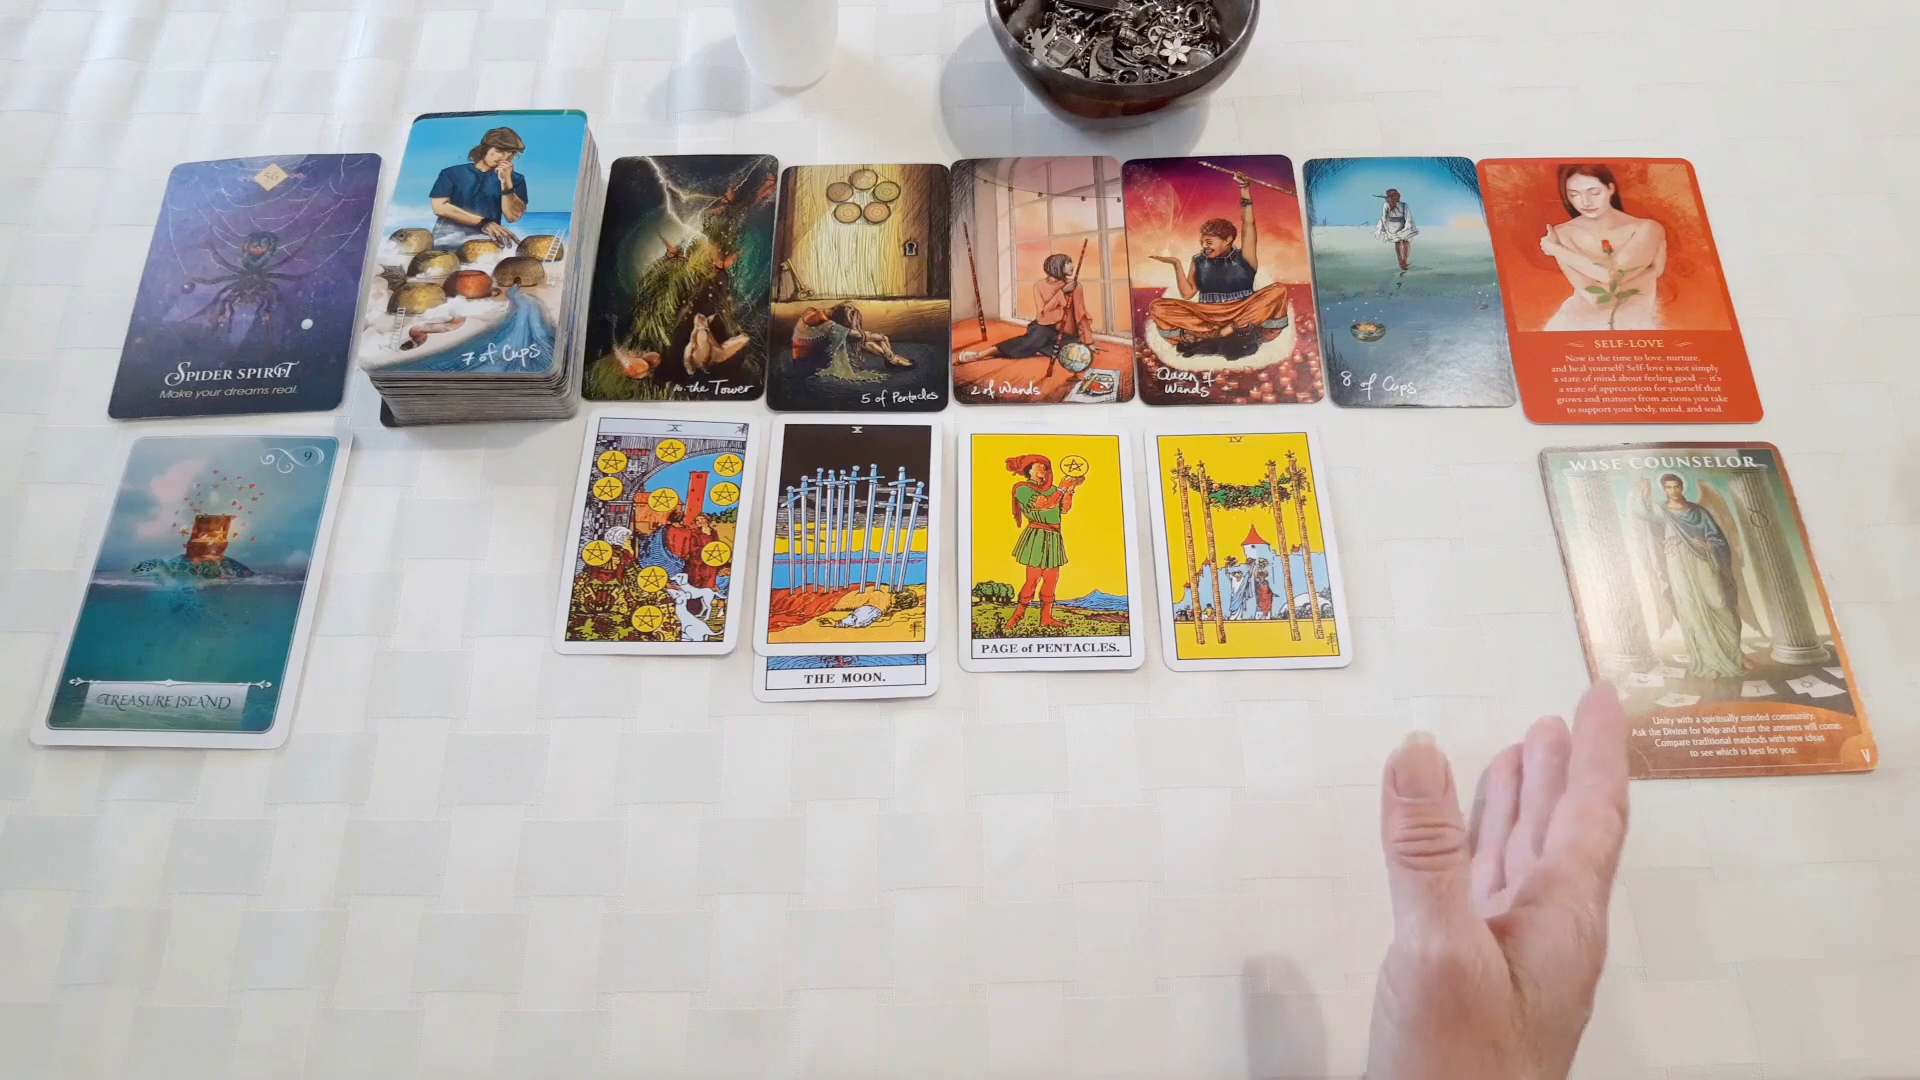 56
SPIDER SPIRIT
Make your dreams real.
7 of Cups
16. the Tower
5 of Pentacles
2 of Wands
Queen of
Wands
8 of Cups
SELF-LOVE
Now is the time to love, nurture,
and heal yourself! Self-love is not simply
a state of mind about feeling good — it's
a state of appreciation for yourself that
grows and matures from actions you take
to support your body, mind, and soul.
9
TREASURE ISLAND
X
X
THE MOON.
PAGE of PENTACLES.
IV
WISE COUNSELOR
Unity with a spiritually minded community.
Ask the Divine for help and trust the answers will come.
Compare traditional methods with new ideas
to see which is best for you.
V